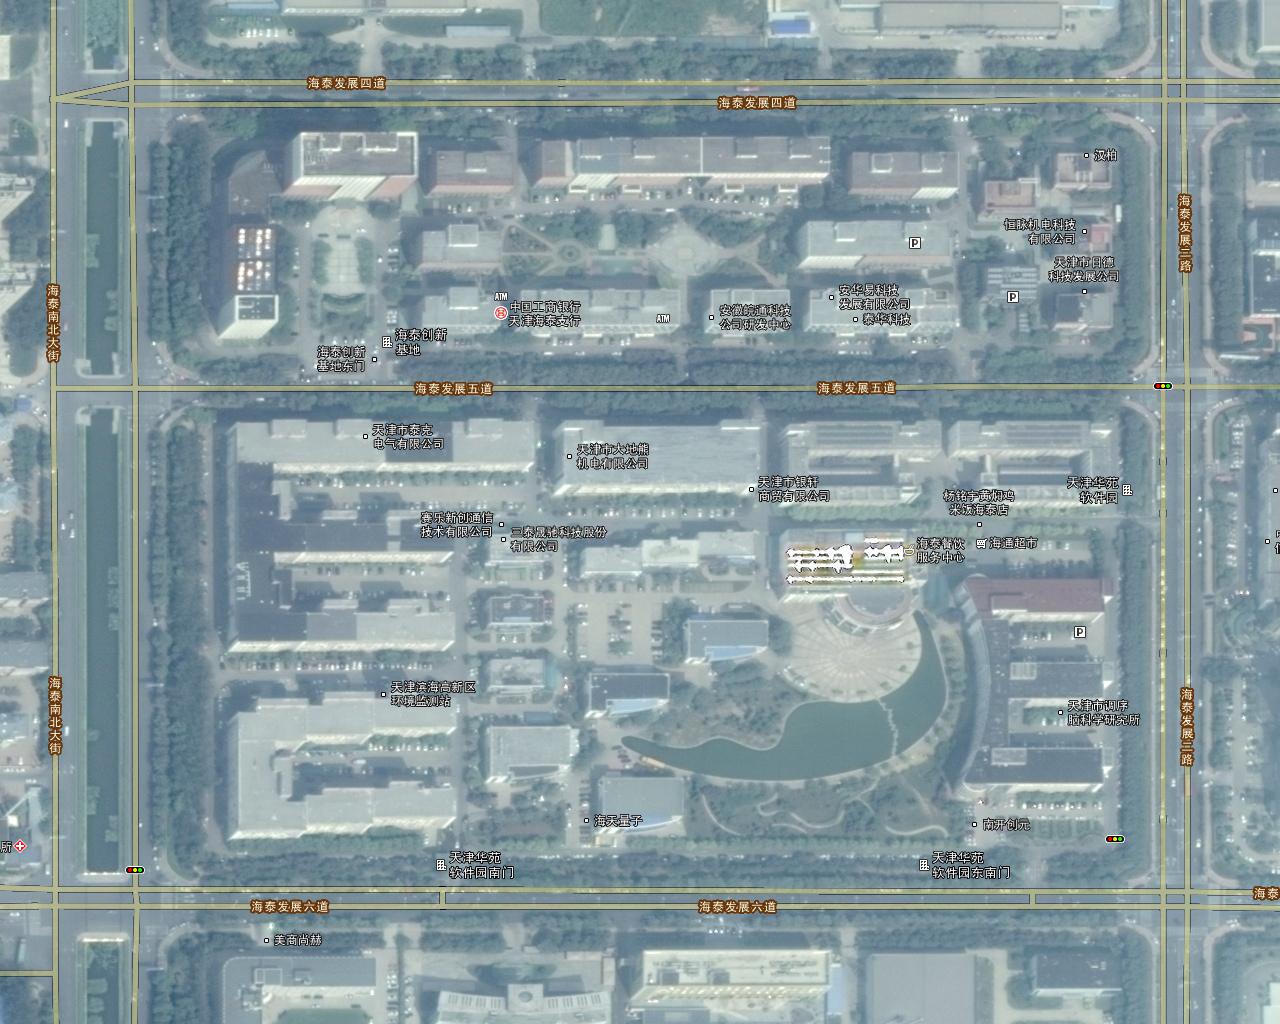 海泰发展四道
海泰发展四道
汉柏
海泰发展三路
恒脉机电科技
有限公司
P
天津市日德
科技发展公司
海泰南北大街
ATM
中国工商银行
天津海泰支行
ATM
安徽皖通科技
公司研发中心
安华易科技
发展有限公司
泰华科技
P
海泰创新
基地
海泰创新
基地东门
海泰发展五道
海泰发展五道
天津市泰克
电气有限公司
天津市大地熊
机电有限公司
天津市银轩
商贸有限公司
天津华苑
软件园
杨铭宇黄焖鸡
米饭海泰店
赛乐新创通信
技术有限公司
三泰晟驰科技股份
有限公司
海泰餐饮
服务中心
海通超市
P
天津滨海高新区
环境监测站
海泰南北大街
天津市调序
脑科学研究所
海泰发展三路
海天量子
南开创元
所
天津华苑
软件园南门
天津华苑
软件园东南门
海泰发展六道
海泰发展六道
海泰
美商尚赫